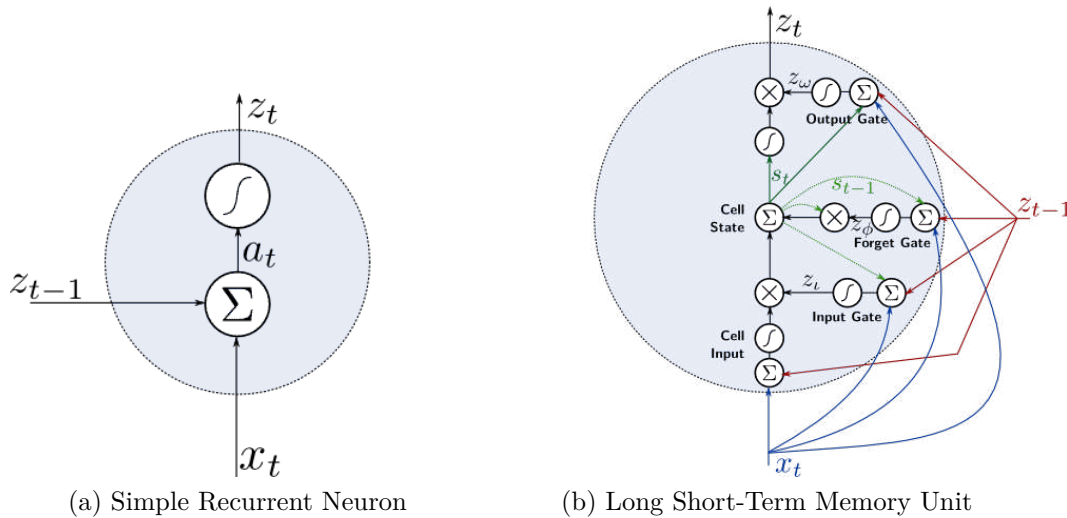 z_t
a_t
z_{t-1}
Σ
x_t
(a) Simple Recurrent Neuron
z_t
× z_ω ∫ Σ
Output Gate
∫
s_t
s_{t-1}
z_{t-1}
Cell
State
Σ × ∫ Σ
z_ϕ
Forget Gate
× z_ι ∫ Σ
Input Gate
Cell
Input
∫
Σ
x_t
(b) Long Short-Term Memory Unit